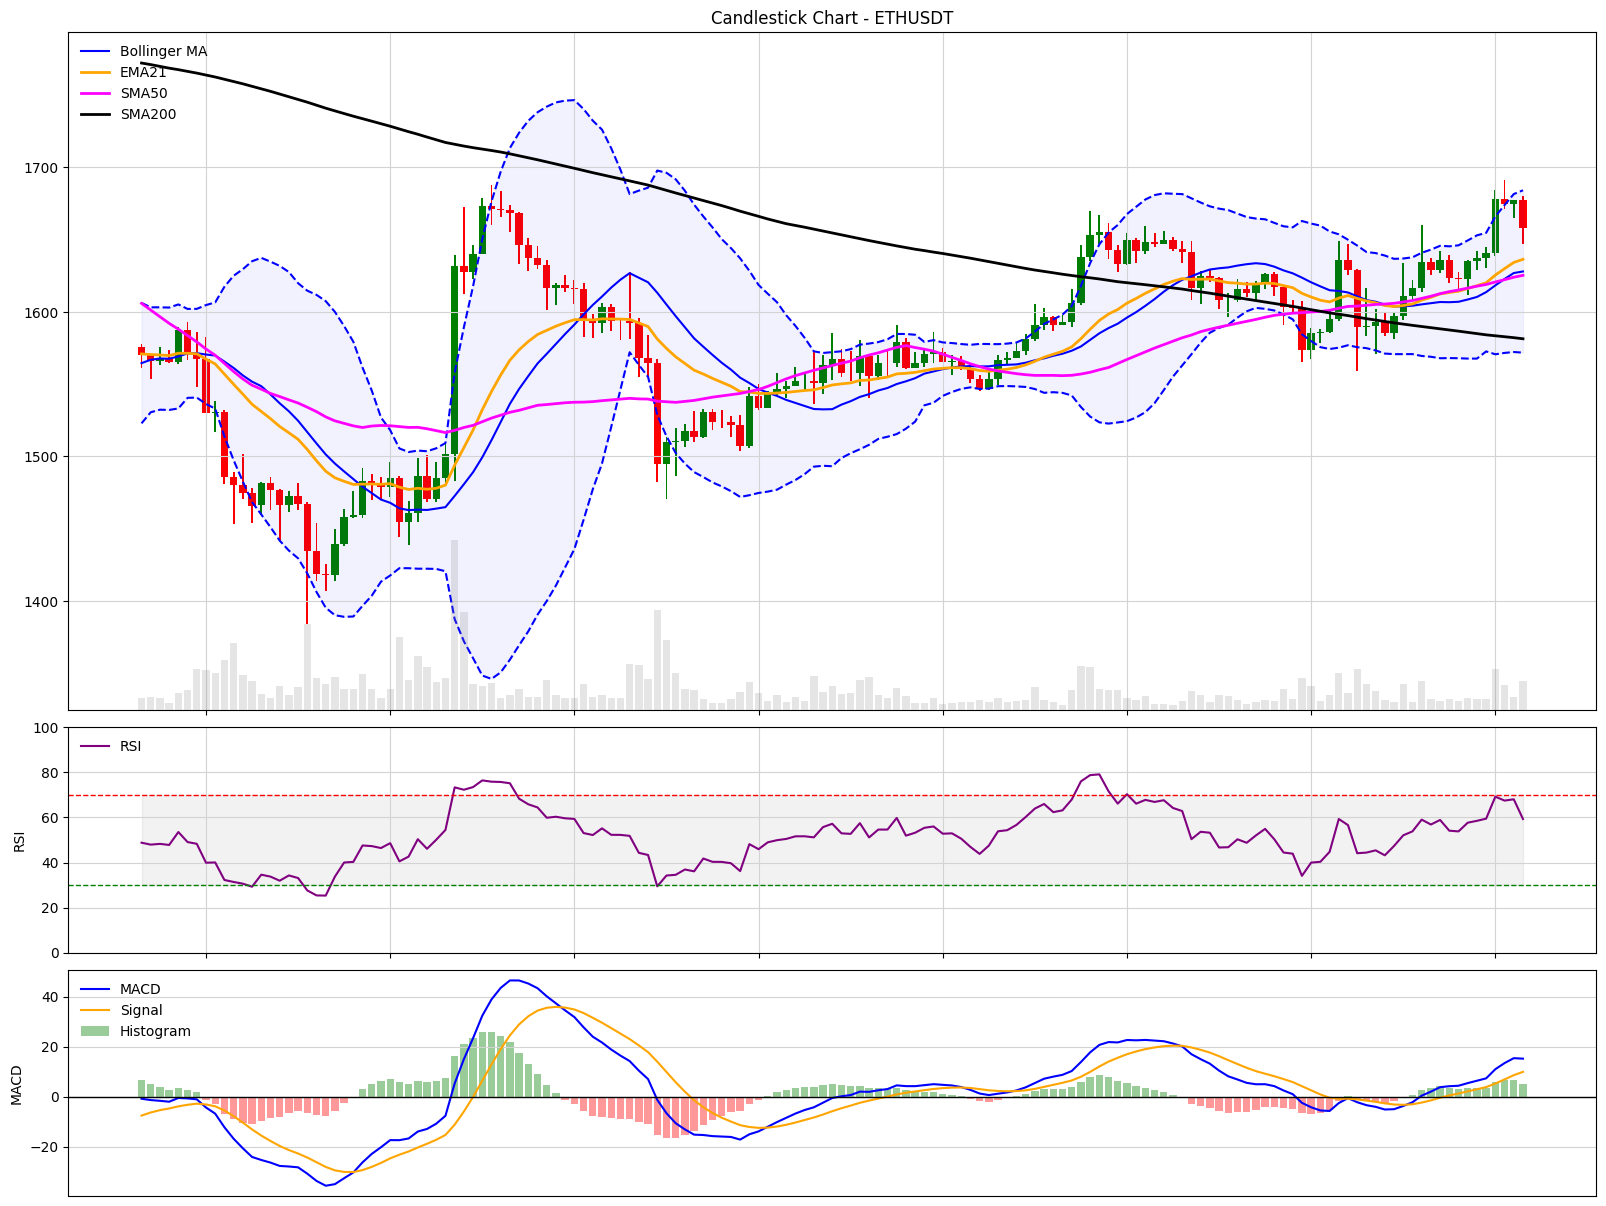 Candlestick Chart - ETHUSDT
Bollinger MA
EMA21
SMA50
SMA200
1700
1600
1500
1400
100
80
60
40
20
0
RSI
RSI
40
20
0
−20
MACD
MACD
Signal
Histogram